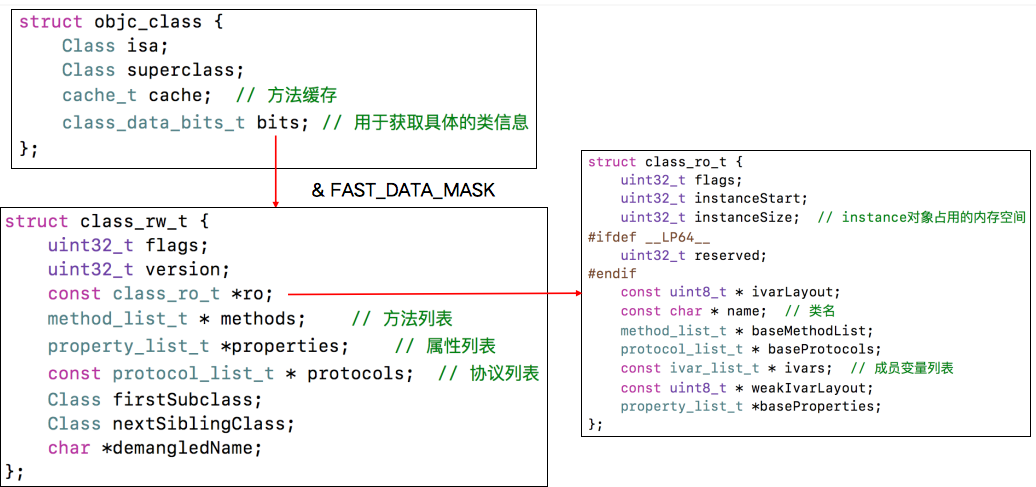 struct objc_class {
Class isa;
Class superclass;
cache_t cache; // 方法缓存
class_data_bits_t bits; // 用于获取具体的类信息
};
& FAST_DATA_MASK
struct class_rw_t {
uint32_t flags;
uint32_t version;
const class_ro_t *ro;
method_list_t * methods; // 方法列表
property_list_t *properties; // 属性列表
const protocol_list_t * protocols; // 协议列表
Class firstSubclass;
Class nextSiblingClass;
char *demangledName;
};
struct class_ro_t {
uint32_t flags;
uint32_t instanceStart;
uint32_t instanceSize; // instance对象占用的内存空间
#ifdef __LP64__
uint32_t reserved;
#endif
const uint8_t * ivarLayout;
const char * name; // 类名
method_list_t * baseMethodList;
protocol_list_t * baseProtocols;
const ivar_list_t * ivars; // 成员变量列表
const uint8_t * weakIvarLayout;
property_list_t *baseProperties;
};